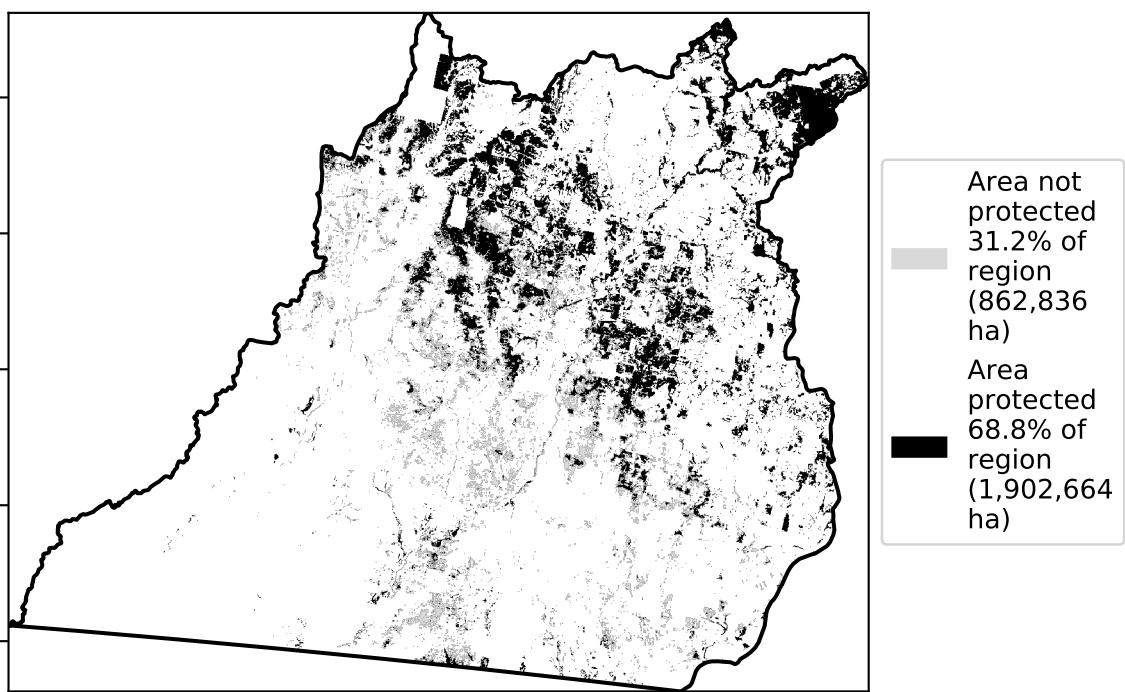 Area not
protected
31.2% of
region
(862,836
ha)
Area
protected
68.8% of
region
(1,902,664
ha)